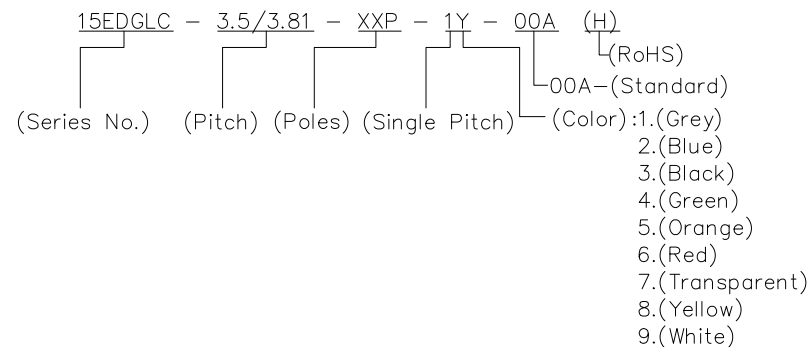 15EDGLC - 3.5/3.81 - XXP - 1Y - 00A (H)
(RoHS)
00A-(Standard)
(Series No.) (Pitch) (Poles) (Single Pitch) (Color):1.(Grey)
2.(Blue)
3.(Black)
4.(Green)
5.(Orange)
6.(Red)
7.(Transparent)
8.(Yellow)
9.(White)